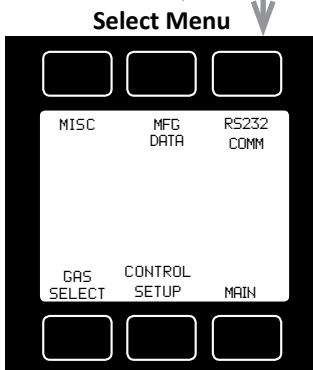 Select Menu
MISC MFG DATA RS232 COMM
GAS SELECT CONTROL SETUP MAIN